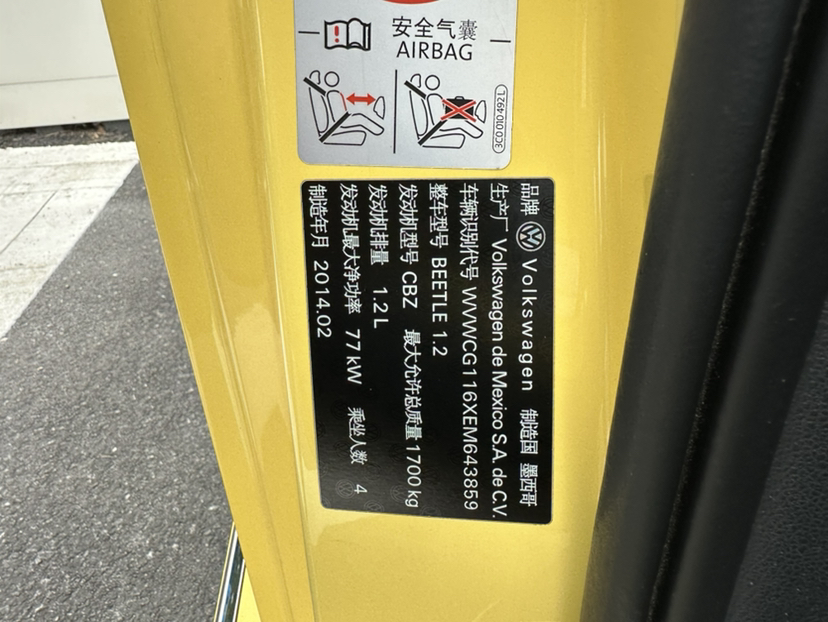 安全气囊
AIRBAG
3C0 010 492 L
品牌 Volkswagen 制造国 墨西哥
生产厂 Volkswagen de Mexico S.A. de C.V.
车辆识别代号 WVWCG116XEM643859
整车型号 BEETLE 1.2
发动机型号 CBZ 最大允许总质量 1700 kg
发动机排量 1.2 L
发动机最大净功率 77 kW 乘坐人数 4
制造年月 2014.02